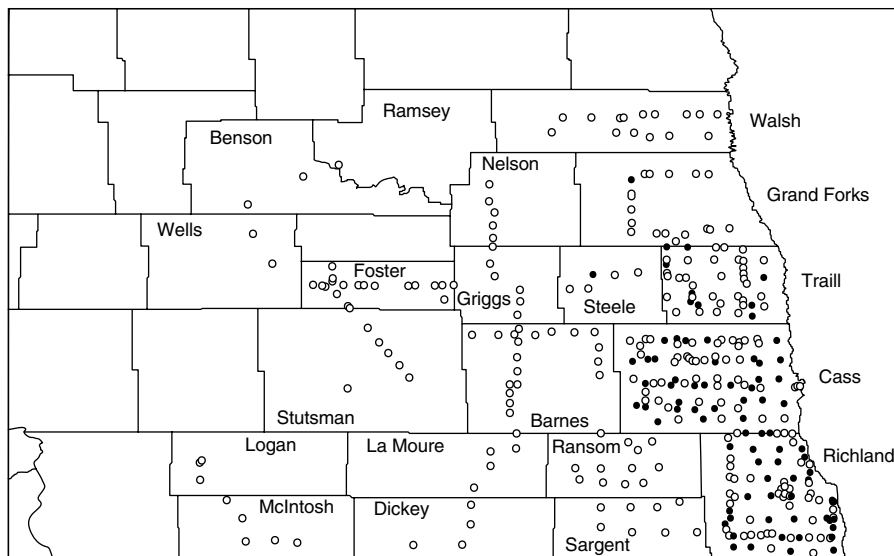 Ramsey
Walsh
Benson
Nelson
Grand Forks
Wells
Foster
Traill
Griggs
Steele
Cass
Stutsman
Barnes
Logan
La Moure
Ransom
Richland
McIntosh
Dickey
Sargent